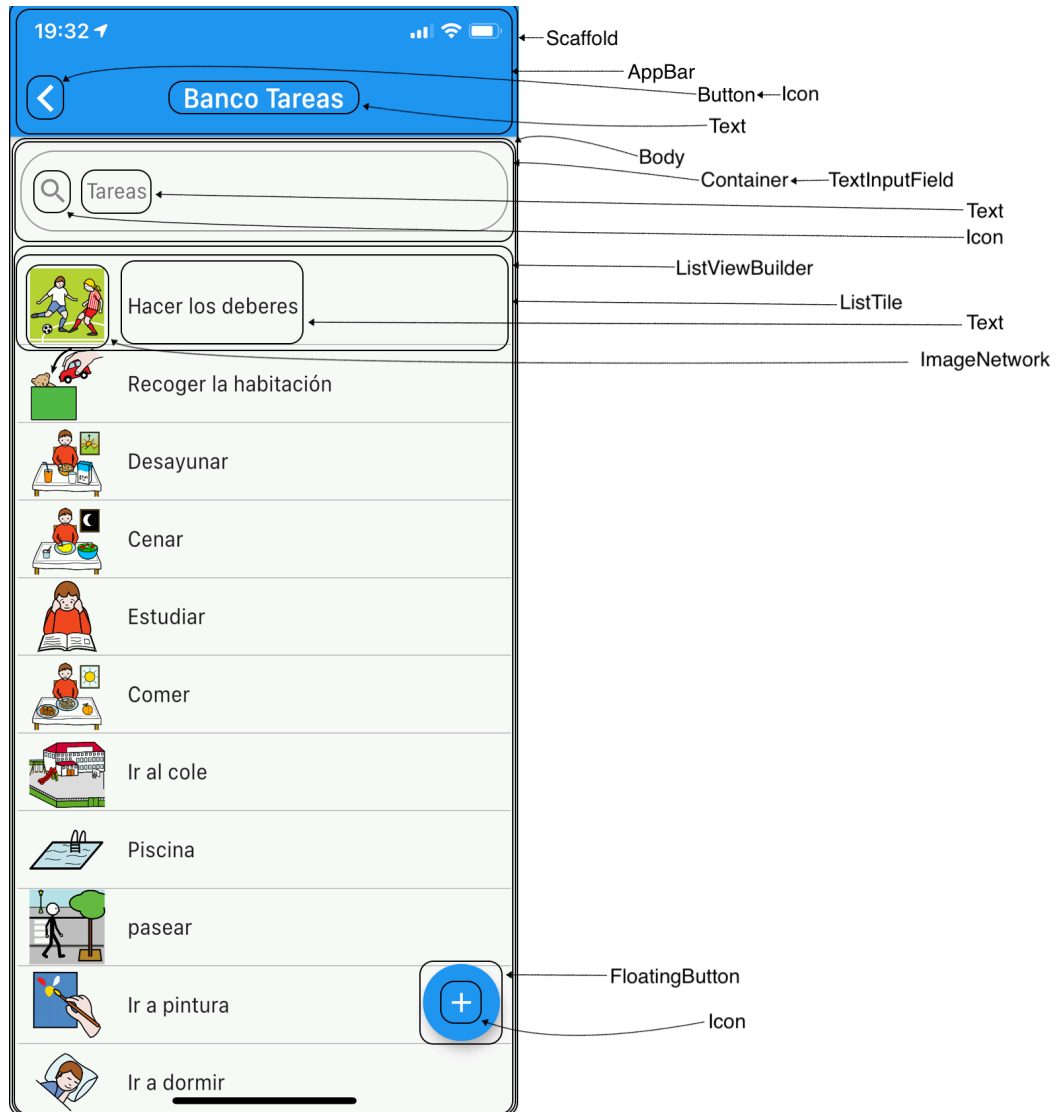 19:32
Scaffold
AppBar
Button
Icon
Banco Tareas
Text
Body
Container
TextInputField
Tareas
Text
Icon
ListViewBuilder
ListTile
Hacer los deberes
Text
ImageNetwork
Recoger la habitación
Desayunar
Cenar
Estudiar
Comer
Ir al cole
Piscina
pasear
FloatingButton
Ir a pintura
Icon
Ir a dormir